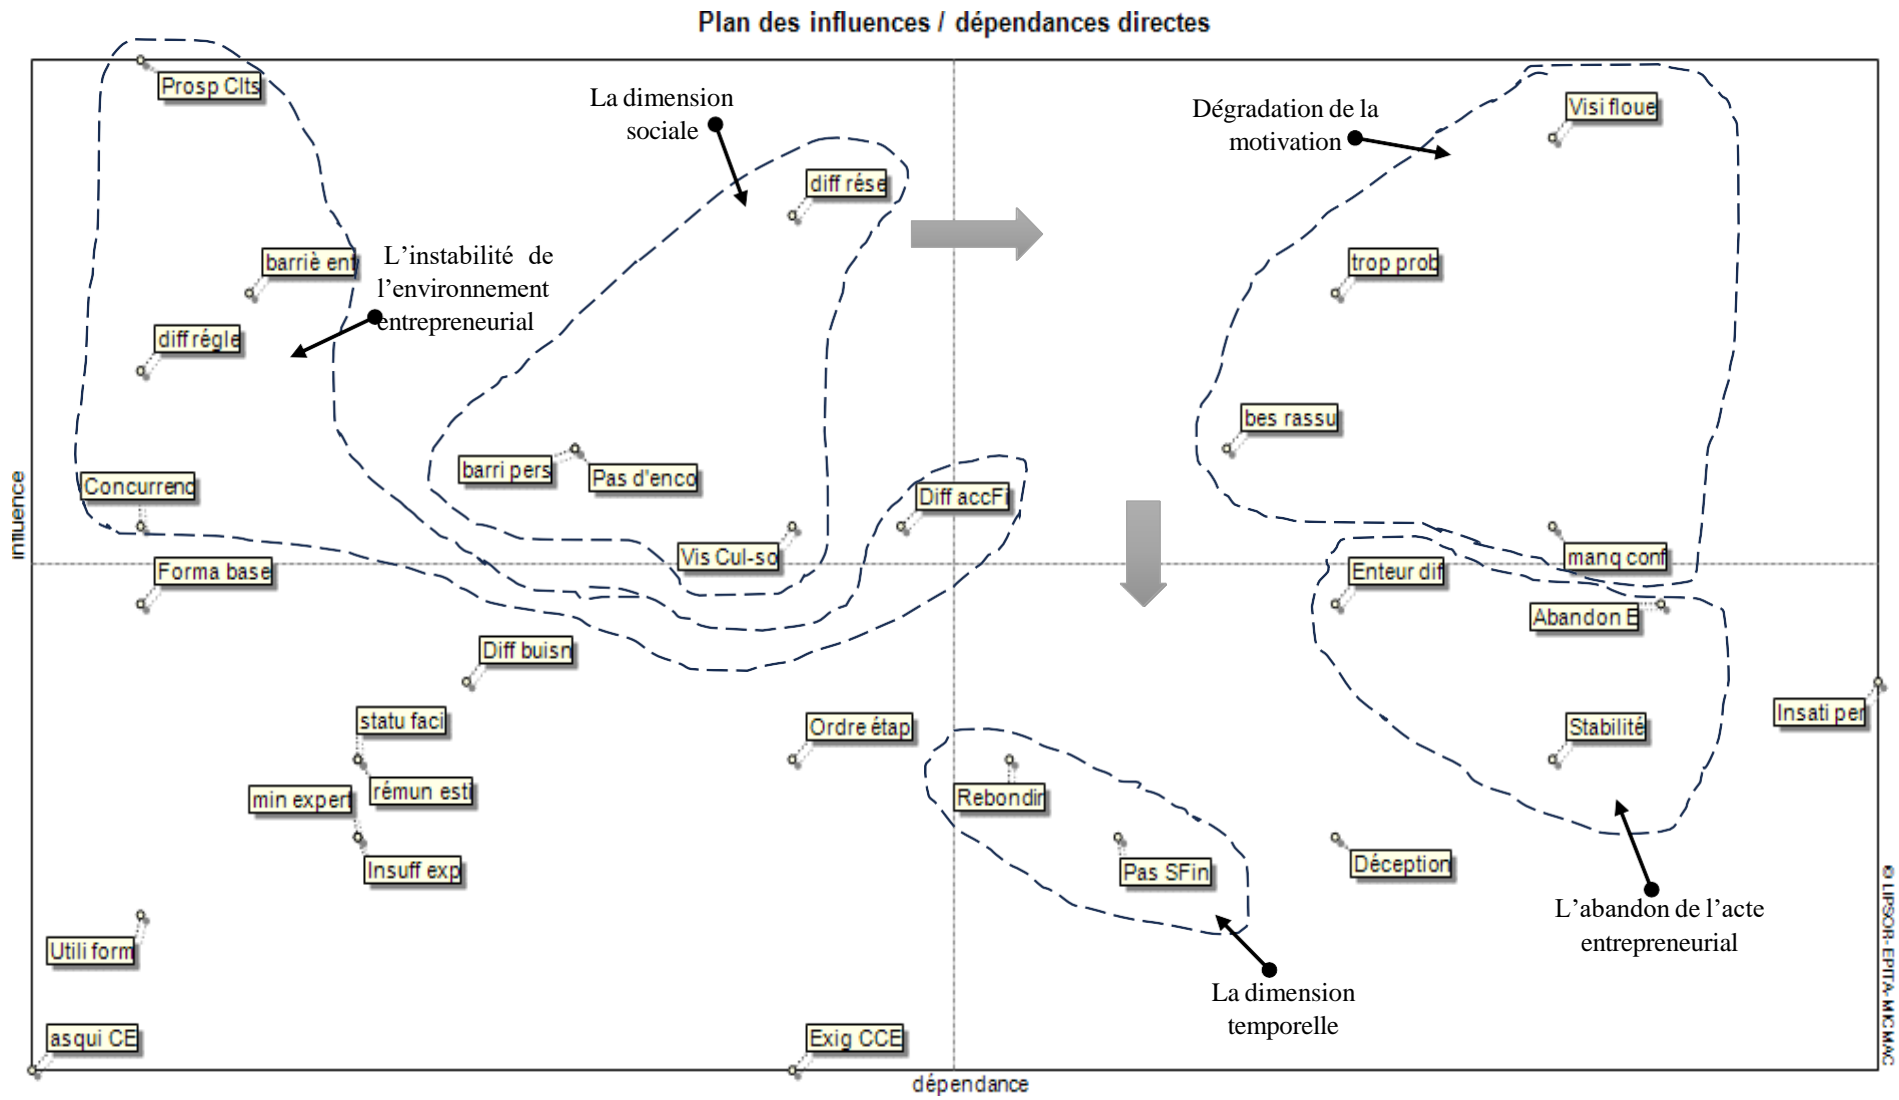 Plan des influences / dépendances directes
Prosp Clts
La dimension
sociale
Dégradation de la
motivation
Visi floue
diff rése
barriè ent
L'instabilité de
l'environnement
entrepreneurial
trop prob
diff régle
bes rassu
barri pers
Pas d'enco
Concurrenc
Diff accFi
influence
Vis Cul-so
manq conf
Forma base
Enteur dif
Abandon E
Diff buisn
statu faci
Ordre étap
Stabilité
Insati per
rémun esti
min expert
Rebondir
Insuff exp
Pas SFin
Déception
L'abandon de l'acte
entrepreneurial
Utili form
La dimension
temporelle
asqui CE
Exig CCE
dépendance
© LIPSOR-EPITA-MICMAC